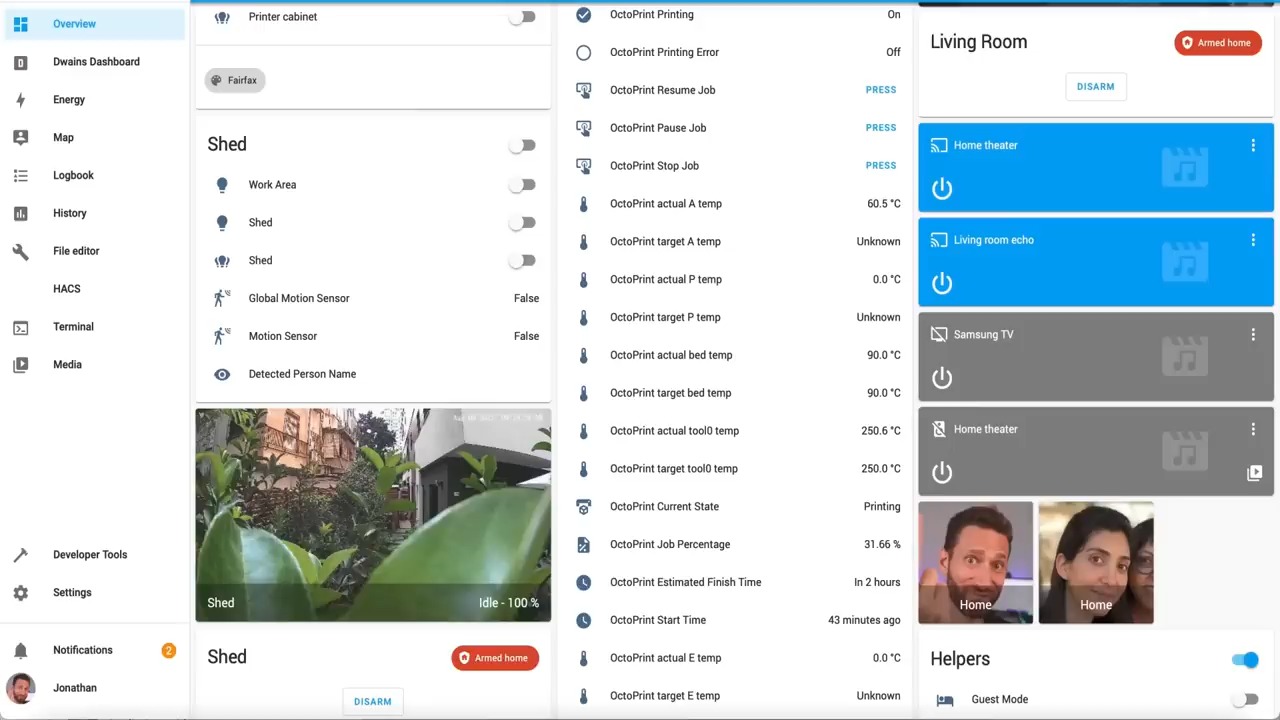 Overview
Dwains Dashboard
Energy
Map
Logbook
History
File editor
HACS
Terminal
Media
Developer Tools
Settings
Notifications 2
Jonathan
Printer cabinet
Fairfax
Shed
Work Area
Shed
Shed
Global Motion Sensor False
Motion Sensor False
Detected Person Name
Shed Idle - 100 %
Shed Armed home
DISARM
OctoPrint Printing On
OctoPrint Printing Error Off
OctoPrint Resume Job PRESS
OctoPrint Pause Job PRESS
OctoPrint Stop Job PRESS
OctoPrint actual A temp 60.5 °C
OctoPrint target A temp Unknown
OctoPrint actual P temp 0.0 °C
OctoPrint target P temp Unknown
OctoPrint actual bed temp 90.0 °C
OctoPrint target bed temp 90.0 °C
OctoPrint actual tool0 temp 250.6 °C
OctoPrint target tool0 temp 250.0 °C
OctoPrint Current State Printing
OctoPrint Job Percentage 31.66 %
OctoPrint Estimated Finish Time In 2 hours
OctoPrint Start Time 43 minutes ago
OctoPrint actual E temp 0.0 °C
OctoPrint target E temp Unknown
Living Room Armed home
DISARM
Home theater
Living room echo
Samsung TV
Home theater
Home Home
Helpers
Guest Mode